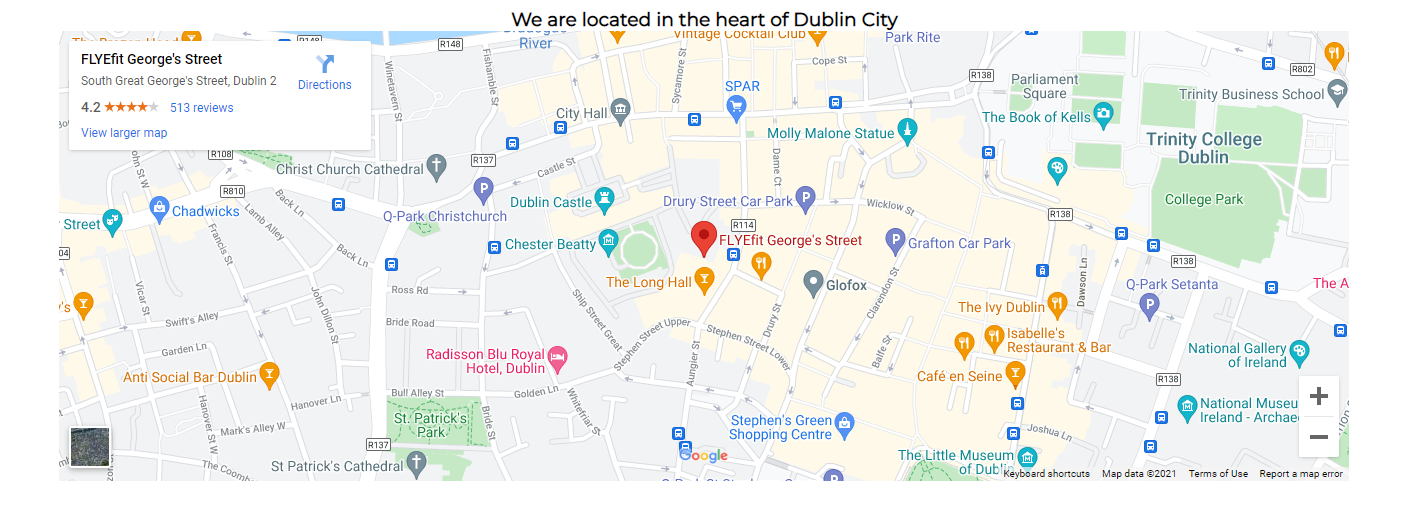 We are located in the heart of Dublin City
FLYEfit George's Street
South Great George's Street, Dublin 2
Directions
4.2
513 reviews
View larger map
R148
R148
River
Vintage Cocktail Club
Park Rite
Cope St
R138
R802
Parliament
Square
Trinity Business School
Winetavern St
Fishamble St
Sycamore St
SPAR
City Hall
The Book of Kells
Molly Malone Statue
Trinity College
Dublin
R108
R137
Christ Church Cathedral
Castle St
Dame Ct
R810
John St W
Back Ln
Chadwicks
Street
Lamb Alley
Francis St
Q-Park Christchurch
Dublin Castle
Drury Street Car Park
Wicklow St
College Park
R138
R114
FLYEfit George's Street
Chester Beatty
Grafton Car Park
04
Back Ln
R138
Dawson Ln
The Long Hall
Glofox
Q-Park Setanta
The A
Clarendon St
Vicar St
John Dillon St
Ross Rd
Ship Street Great
The Ivy Dublin
's
Swift's Alley
Bride Road
Stephen Street Upper
Drury St
Stephen Street Lower
Isabelle's
Restaurant & Bar
Garden Ln
Radisson Blu Royal
Hotel, Dublin
Aungier St
Balfe St
National Gallery
of Ireland
Anti Social Bar Dublin
Café en Seine
R138
Bull Alley St
Golden Ln
Hanover Ln
Hanover St W
Whitefriar St
National Museu
Ireland - Archae
St. Patrick's
Park
Bride St
Stephen's Green
Shopping Centre
Mark's Alley W
Joshua Ln
R137
Google
The Little Museum
of Dublin
St Patrick's Cathedral
The Coombe
Keyboard shortcuts
Map data ©2021
Terms of Use
Report a map error